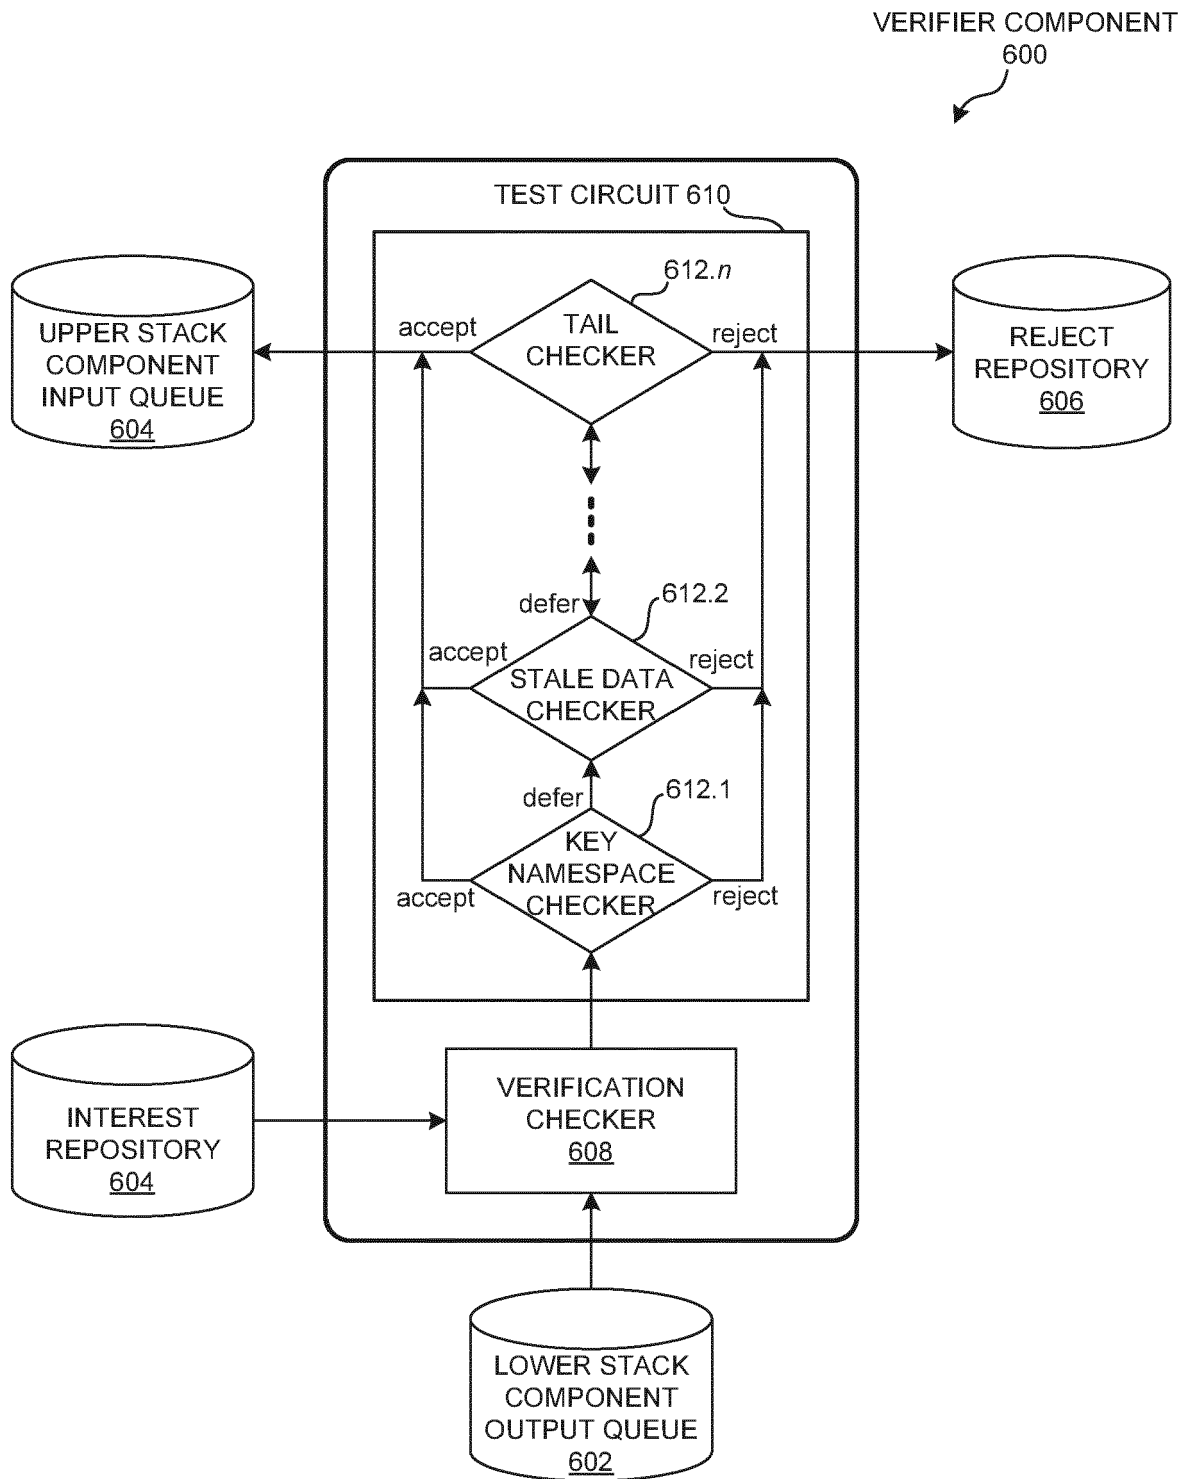 VERIFIER COMPONENT
600
TEST CIRCUIT 610
612.n
accept
TAIL
CHECKER
reject
UPPER STACK
COMPONENT
INPUT QUEUE
604
REJECT
REPOSITORY
606
defer
612.2
accept
STALE DATA
CHECKER
reject
defer
612.1
KEY
NAMESPACE
CHECKER
accept
reject
INTEREST
REPOSITORY
604
VERIFICATION
CHECKER
608
LOWER STACK
COMPONENT
OUTPUT QUEUE
602